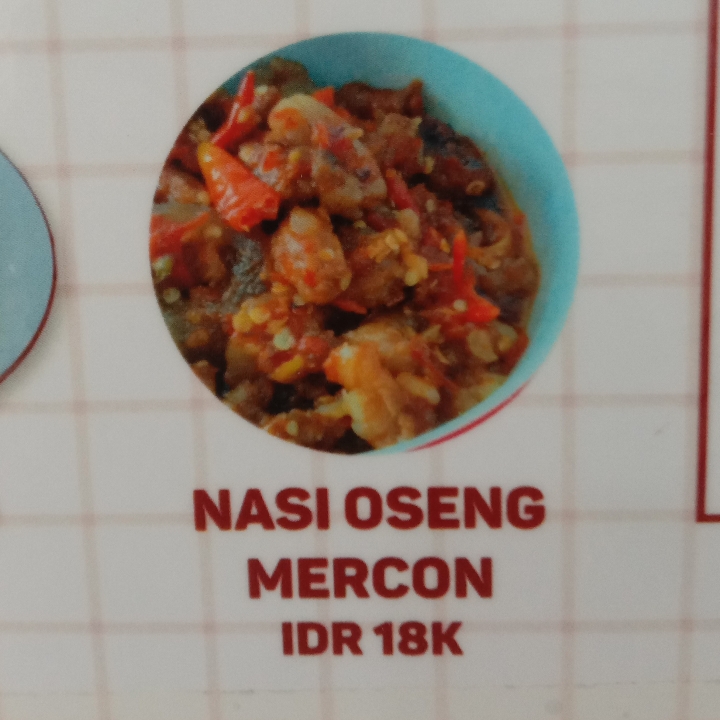 NASI OSENG
MERCON
IDR 18K